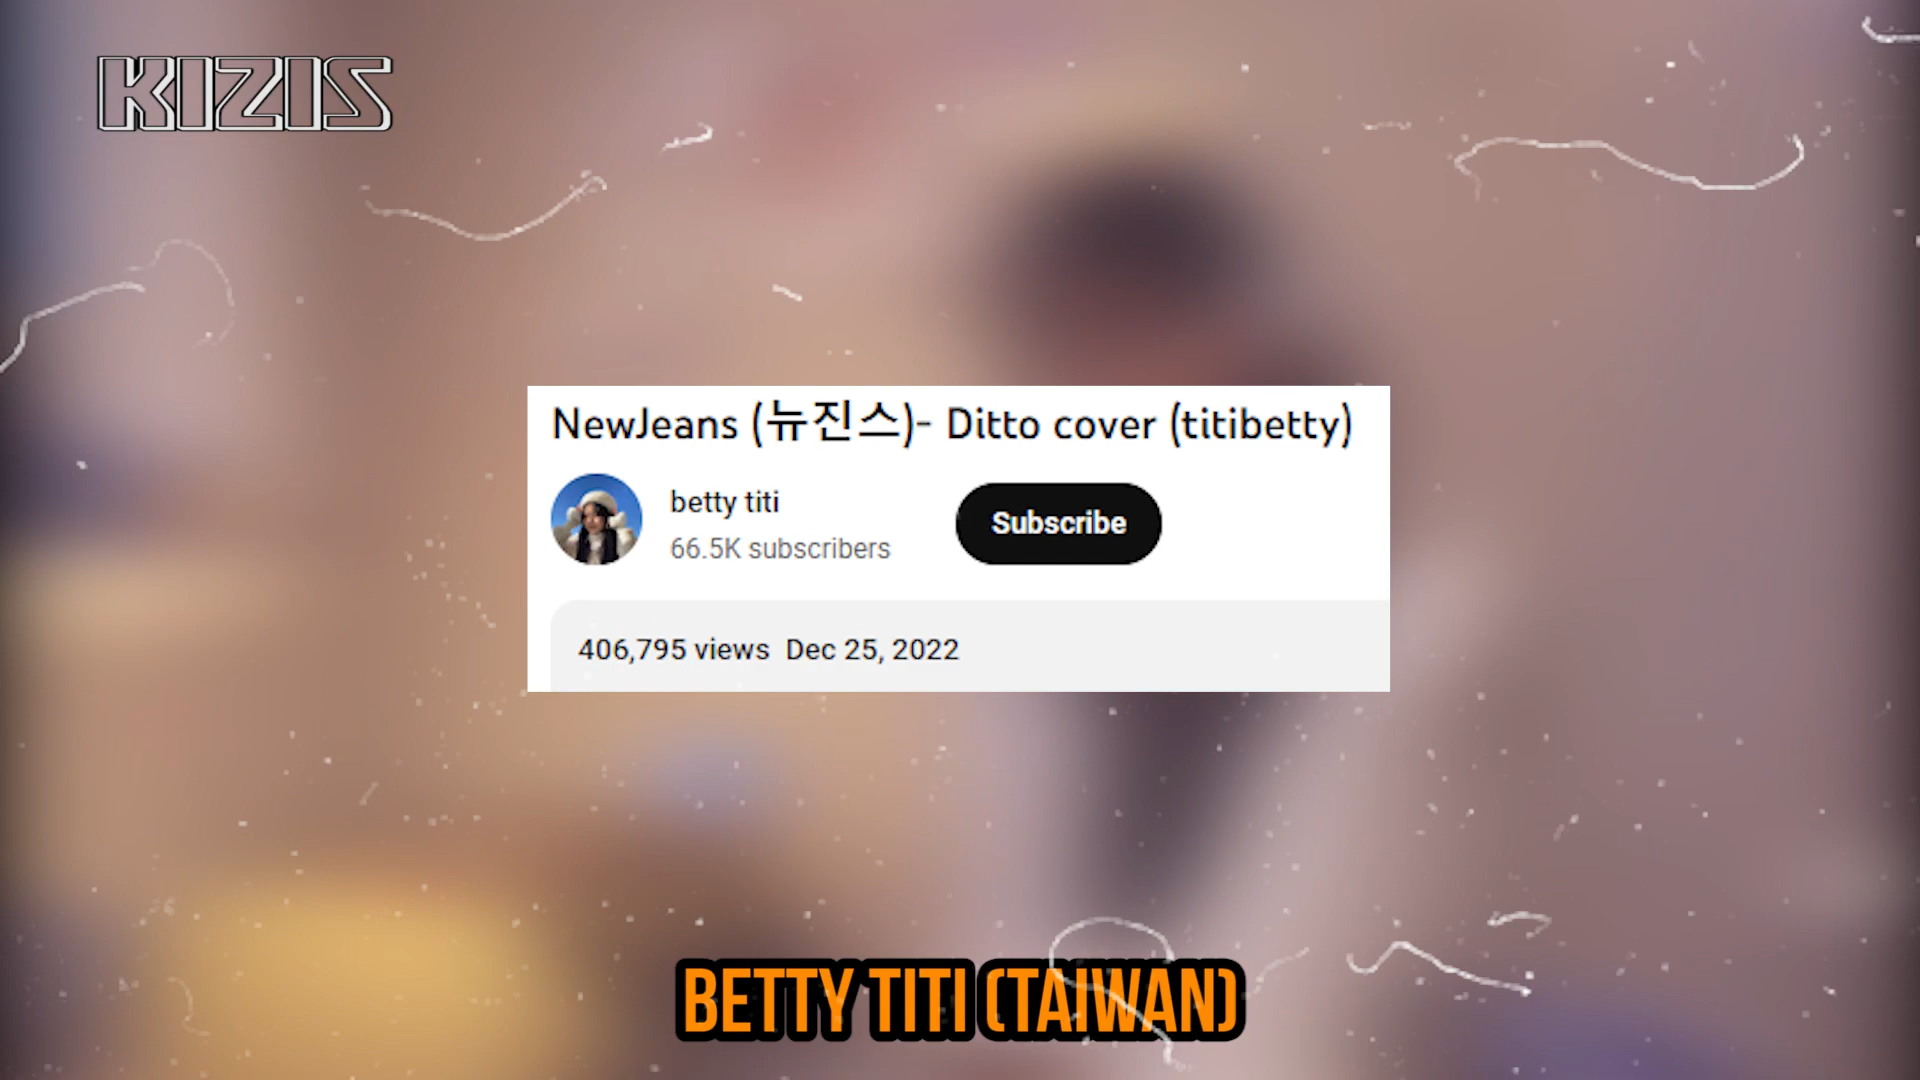 KIZIS
NewJeans (뉴진스)- Ditto cover (titibetty)
betty titi
66.5K subscribers
Subscribe
406,795 views Dec 25, 2022
BETTY TITI (TAIWAN)